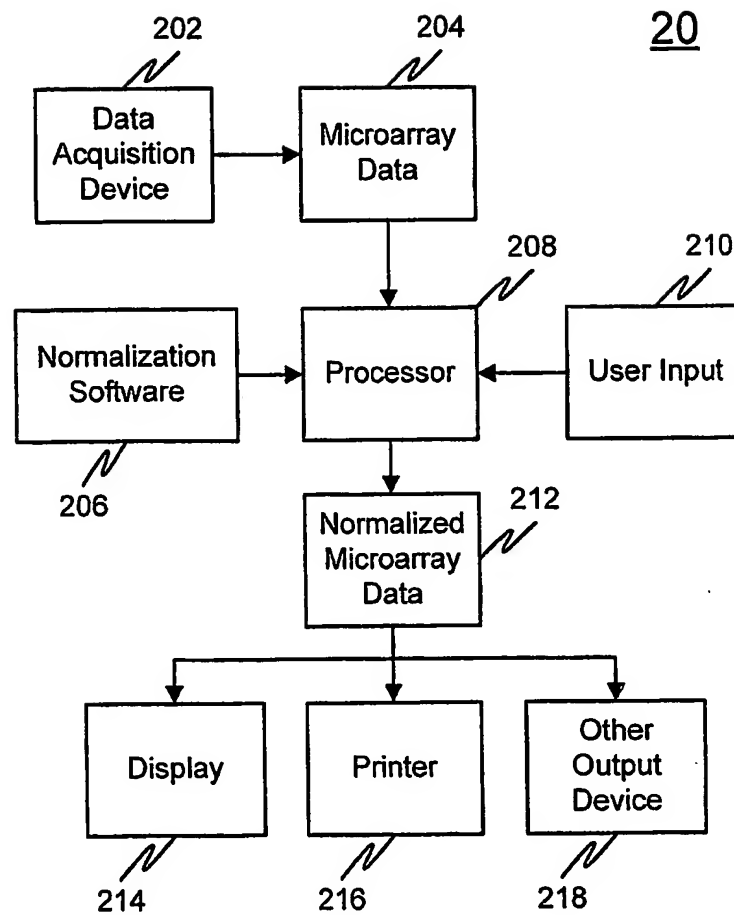 20
202
204
Data
Acquisition
Device
Microarray
Data
208
210
Normalization
Software
Processor
User Input
206
212
Normalized
Microarray
Data
Display
Printer
Other
Output
Device
214
216
218